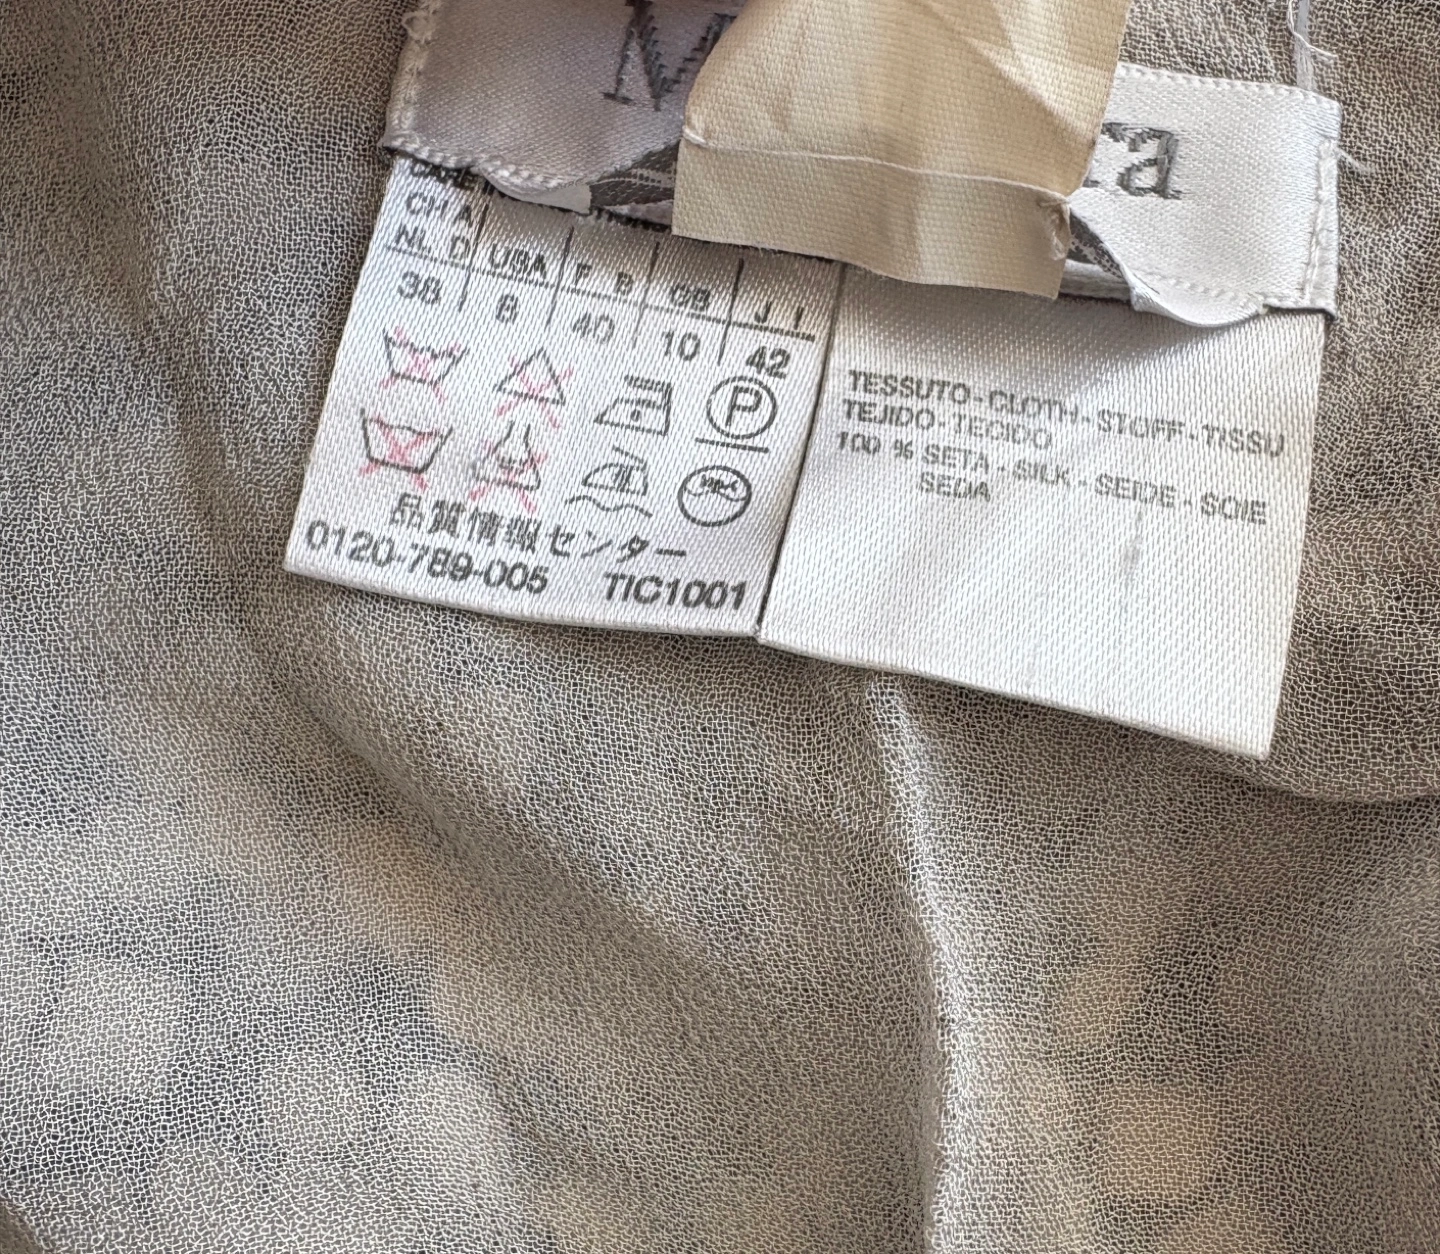 M
ra
CH A
NL D USA F B GB J I
38 8 40 10 42
P
品質情報センター
0120-789-005 TIC1001
TESSUTO-CLOTH-STOFF-TISSU
TEJIDO-TECIDO
100 % SETA-SILK-SEIDE-SOIE
SEDA